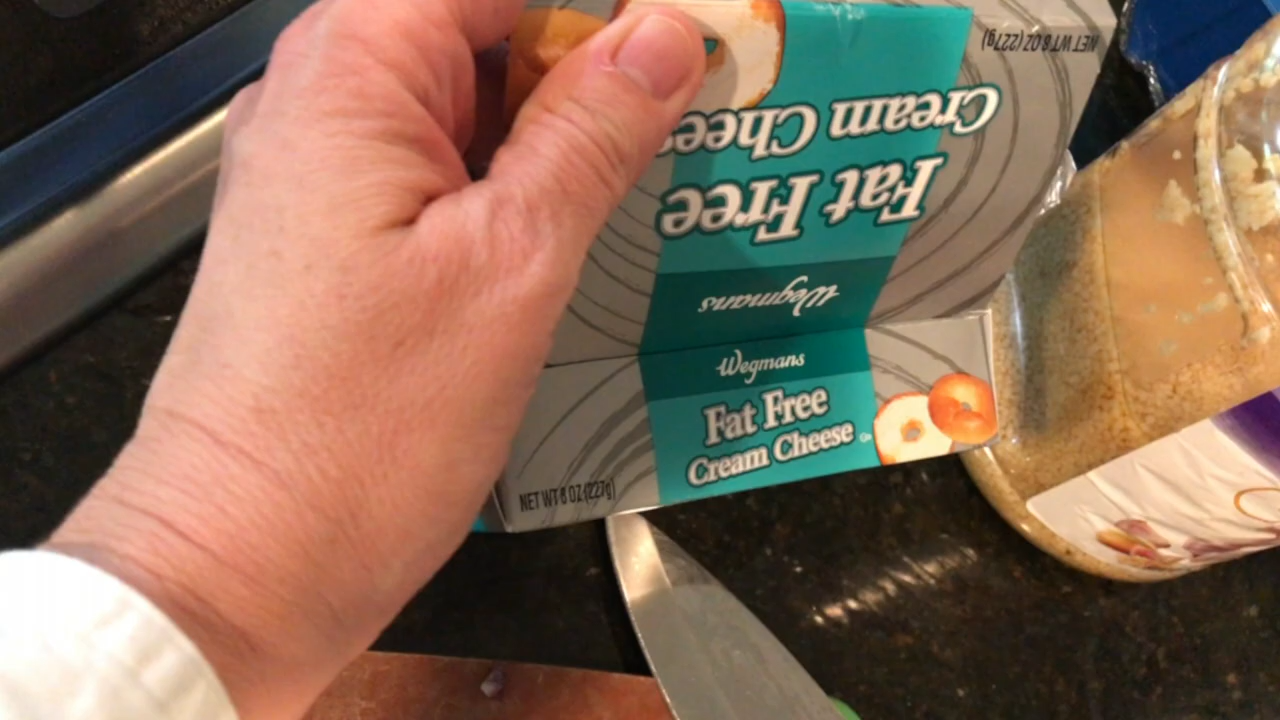 NET WT 8 OZ (227g)
Cream Chee
Fat Free
Wegmans
Wegmans
Fat Free
Cream Cheese
NET WT 8 OZ (227g)